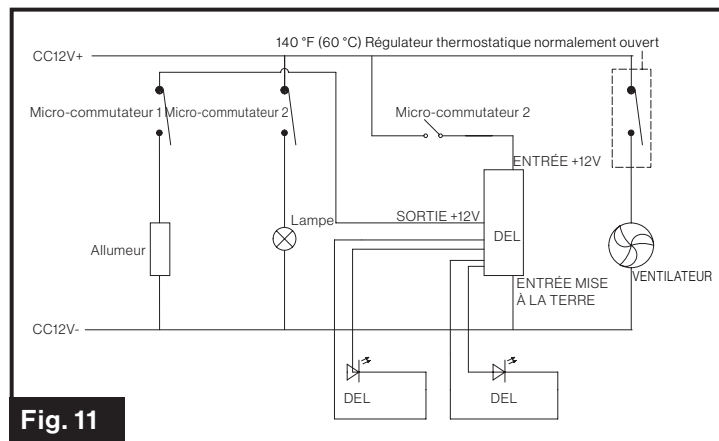 140 °F (60 °C) Régulateur thermostatique normalement ouvert
CC12V+
Micro-commutateur 1
Micro-commutateur 2
Micro-commutateur 2
ENTRÉE +12V
Lampe
SORTIE +12V
DEL
Allumeur
ENTRÉE MISE
À LA TERRE
VENTILATEUR
CC12V-
DEL
DEL
Fig. 11